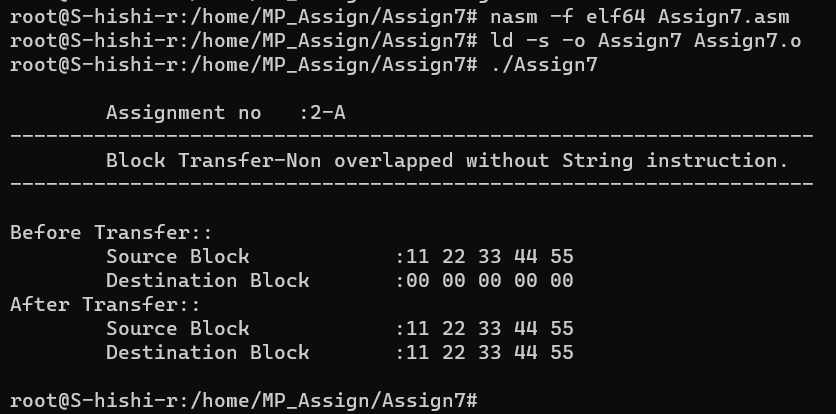 root@S-hishi-r:/home/MP_Assign/Assign7# nasm -f elf64 Assign7.asm
root@S-hishi-r:/home/MP_Assign/Assign7# ld -s -o Assign7 Assign7.o
root@S-hishi-r:/home/MP_Assign/Assign7# ./Assign7
Assignment no   :2-A
-------------------------------------------------------------------
Block Transfer-Non overlapped without String instruction.
-------------------------------------------------------------------
Before Transfer::
Source Block            :11 22 33 44 55
Destination Block       :00 00 00 00 00
After Transfer::
Source Block            :11 22 33 44 55
Destination Block       :11 22 33 44 55
root@S-hishi-r:/home/MP_Assign/Assign7#